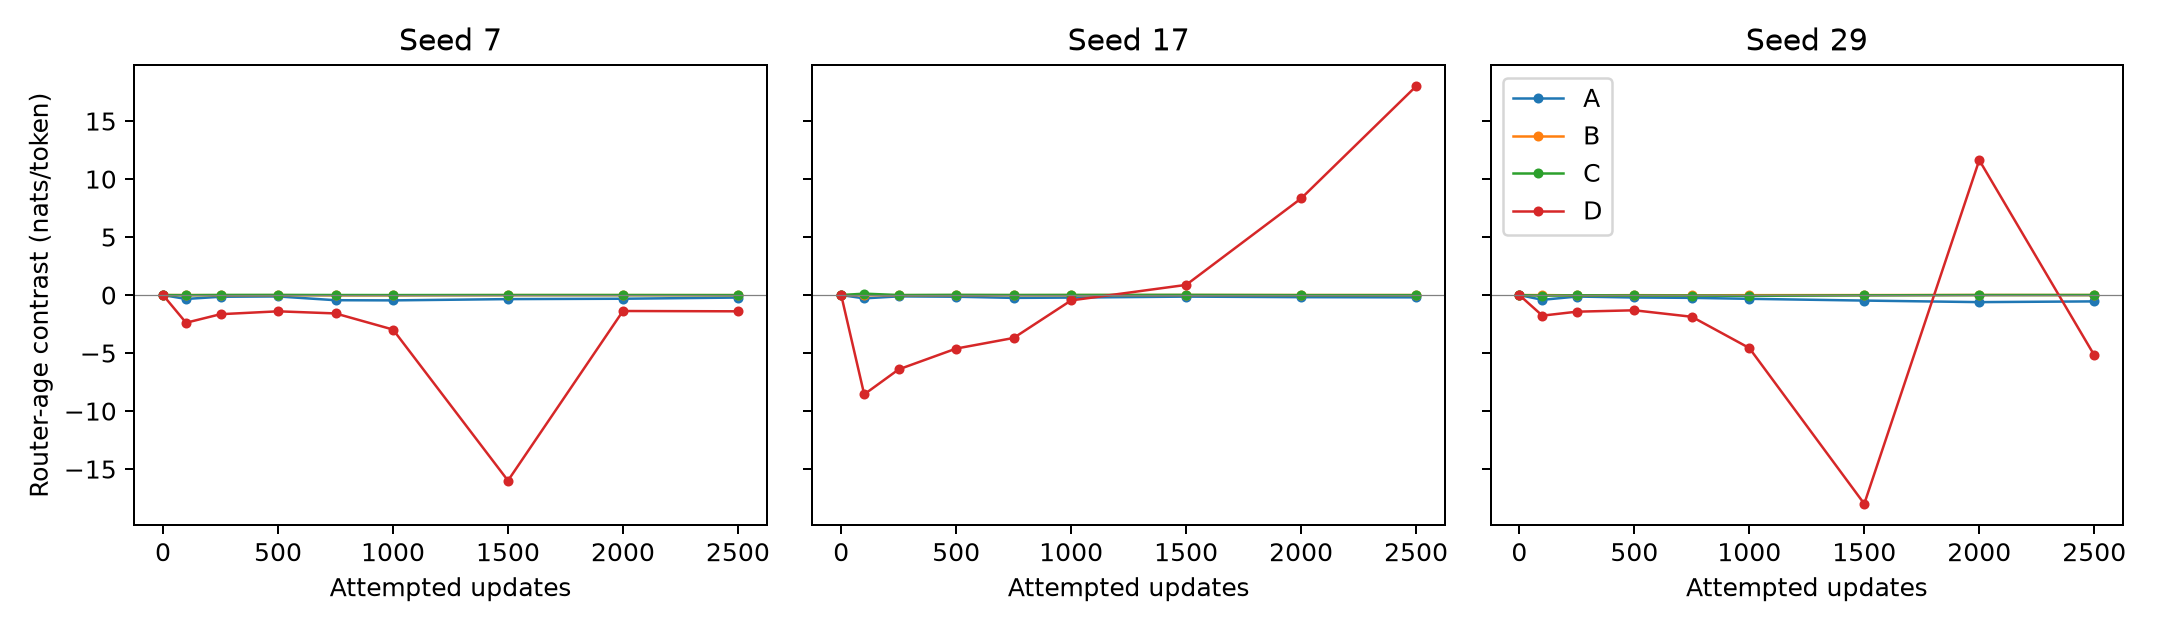 Seed 7
Seed 17
Seed 29
Router-age contrast (nats/token)
15
10
5
0
−5
−10
−15
A
B
C
D
0 500 1000 1500 2000 2500
0 500 1000 1500 2000 2500
0 500 1000 1500 2000 2500
Attempted updates
Attempted updates
Attempted updates